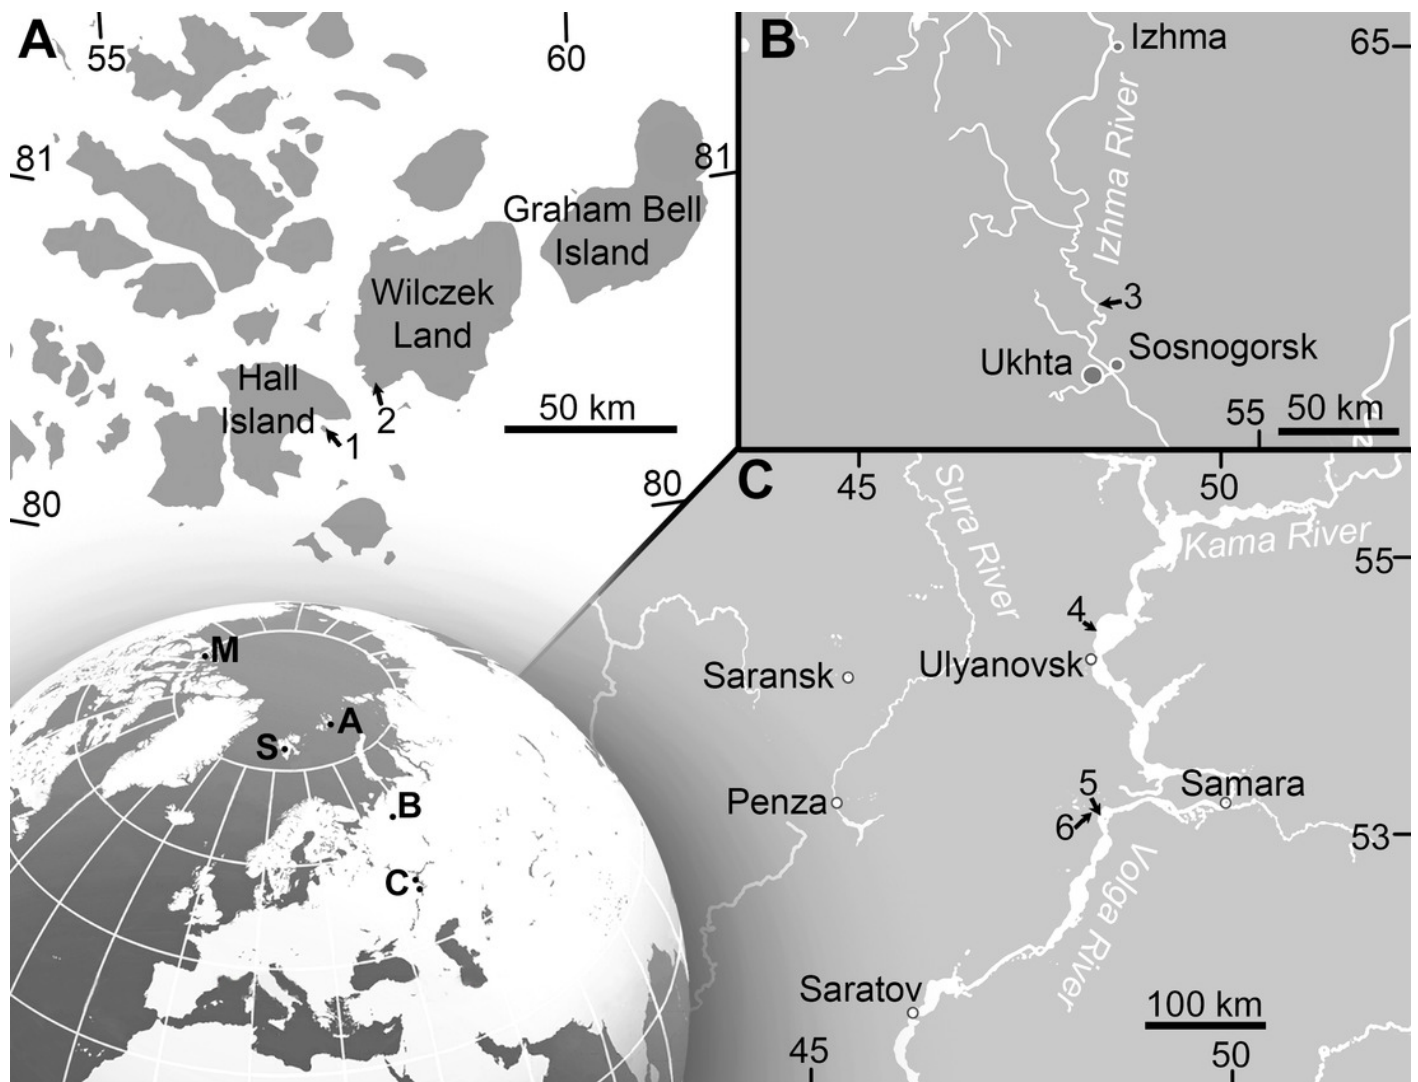 A
55
60
81
81
Graham Bell
Island
Wilczek
Land
Hall
Island
50 km
2
1
80
80
B
Izhma
65
Izhma River
3
Ukhta
Sosnogorsk
55
50 km
C
45
50
Sura River
Kama River
55
4
Ulyanovsk
Saransk
5
6
Samara
Penza
53
Volga River
Saratov
100 km
45
50
M
A
S
B
C